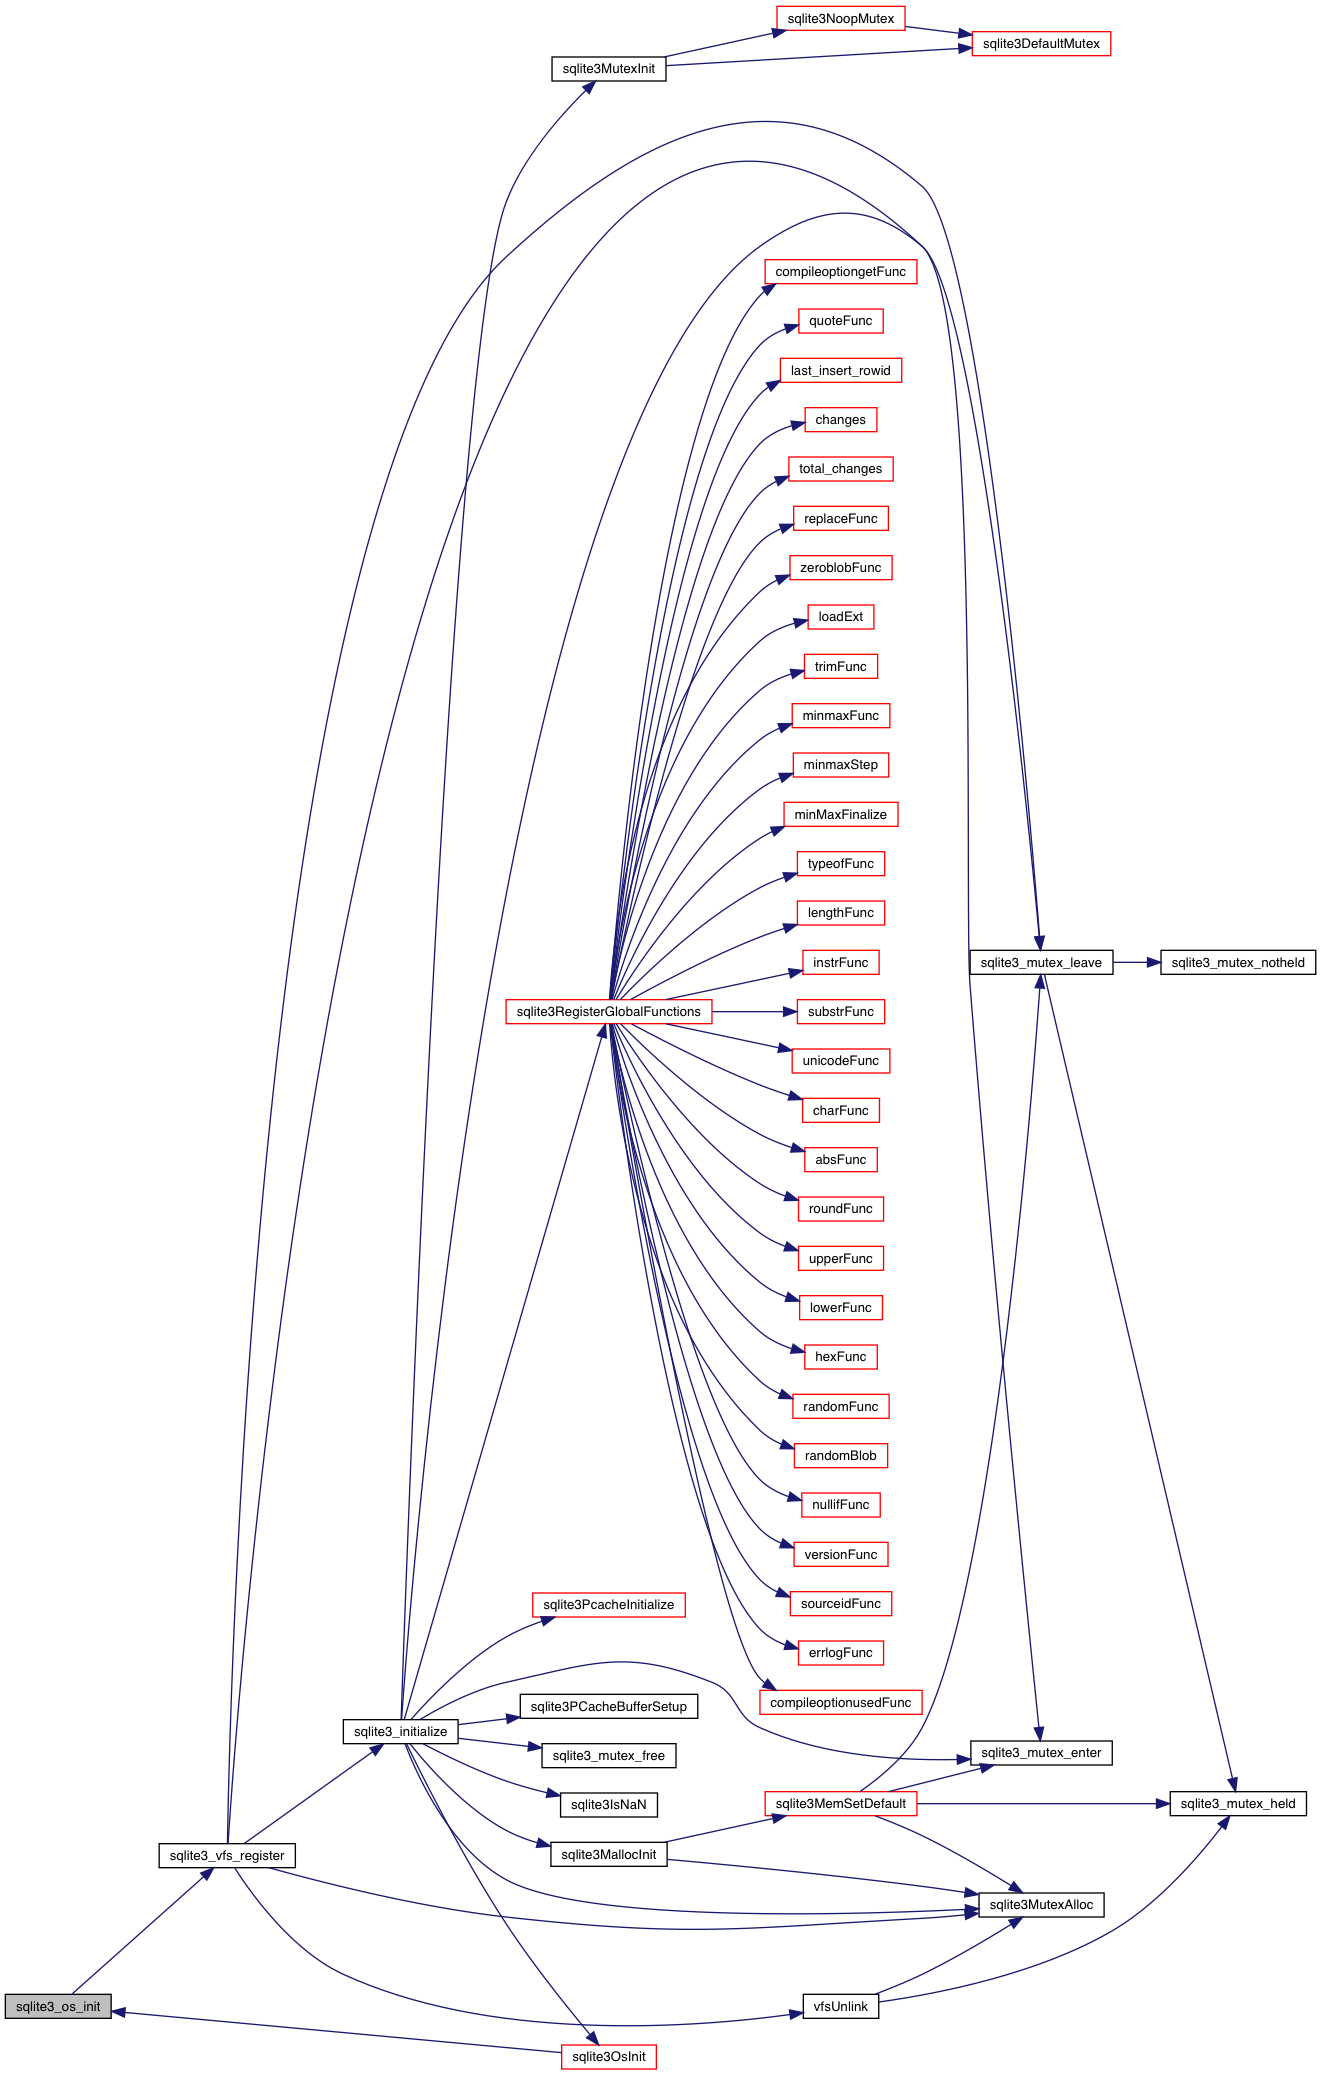 sqlite3NoopMutex
sqlite3DefaultMutex
sqlite3MutexInit
compileoptiongetFunc
quoteFunc
last_insert_rowid
changes
total_changes
replaceFunc
zeroblobFunc
loadExt
trimFunc
minmaxFunc
minmaxStep
minMaxFinalize
typeofFunc
lengthFunc
instrFunc
sqlite3_mutex_leave
sqlite3_mutex_notheld
sqlite3RegisterGlobalFunctions
substrFunc
unicodeFunc
charFunc
absFunc
roundFunc
upperFunc
lowerFunc
hexFunc
randomFunc
randomBlob
nullifFunc
versionFunc
sourceidFunc
sqlite3PcacheInitialize
errlogFunc
compileoptionusedFunc
sqlite3PCacheBufferSetup
sqlite3_initialize
sqlite3_mutex_free
sqlite3_mutex_enter
sqlite3IsNaN
sqlite3MemSetDefault
sqlite3_mutex_held
sqlite3MallocInit
sqlite3_vfs_register
sqlite3MutexAlloc
sqlite3_os_init
vfsUnlink
sqlite3OsInit